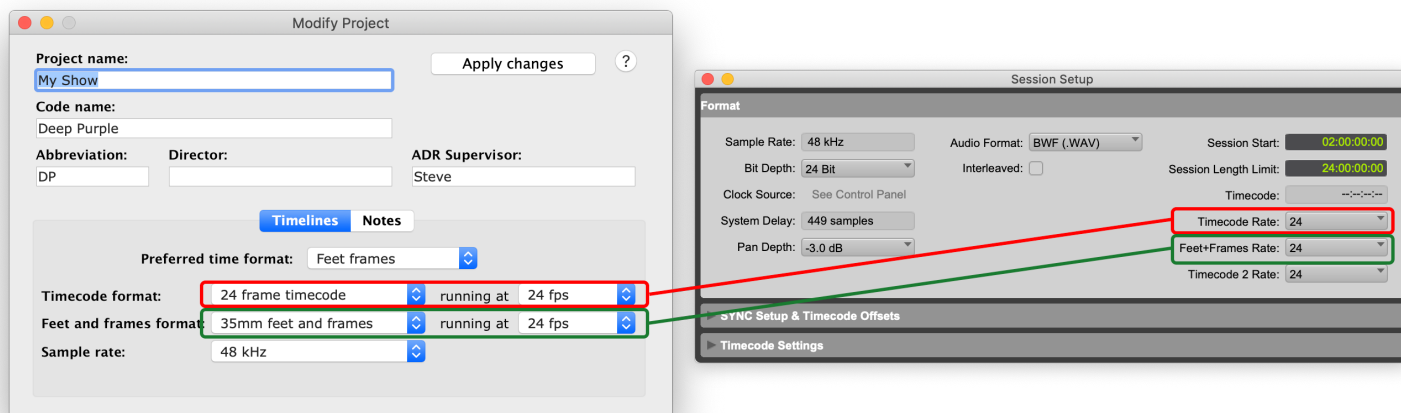 Modify Project
Project name:
Apply changes
?
My Show
Code name:
Deep Purple
Abbreviation:
Director:
ADR Supervisor:
DP
Steve
Timelines
Notes
Preferred time format:
Feet frames
Timecode format:
24 frame timecode
running at
24 fps
Feet and frames format:
35mm feet and frames
running at
24 fps
Sample rate:
48 kHz
Session Setup
Format
Sample Rate:
48 kHz
Audio Format:
BWF (.WAV)
Session Start:
02:00:00:00
Bit Depth:
24 Bit
Interleaved:
Session Length Limit:
24:00:00:00
Clock Source:
See Control Panel
Timecode:
--:--:--:--
System Delay:
449 samples
Timecode Rate:
24
Pan Depth:
-3.0 dB
Feet+Frames Rate:
24
Timecode 2 Rate:
24
SYNC Setup & Timecode Offsets
Timecode Settings